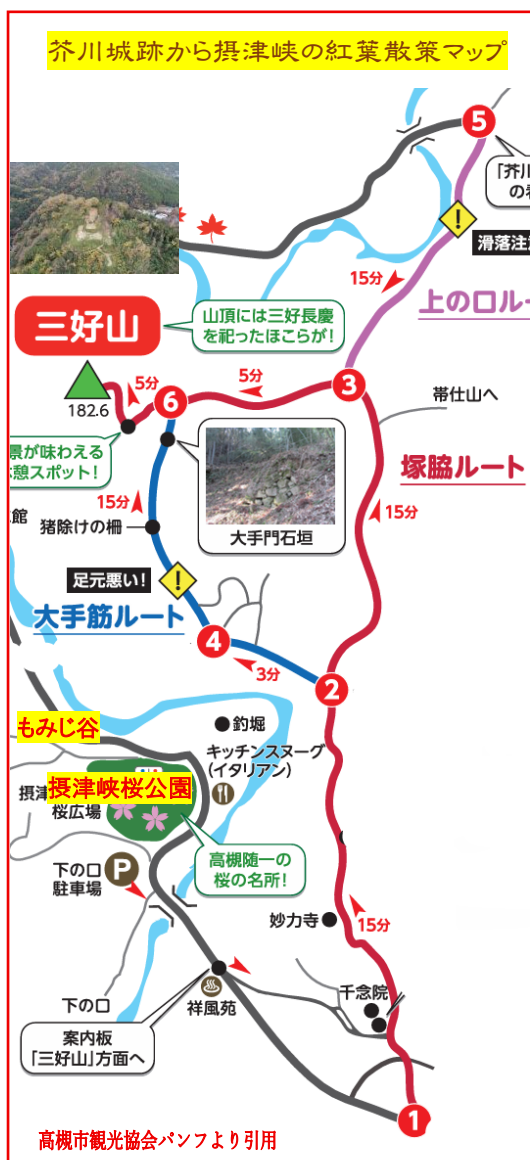 芥川城跡から摂津峡の紅葉散策マップ
5
「芥川
滑落注意
15分
上の口ルー
三好山
山頂には三好長慶
を祀ったほこらが!
5分
5分
3
6
182.6
帯仕山へ
景が味わえる
憩スポット!
塚脇ルート
15分
15分
館
猪除けの柵
大手門石垣
足元悪い!
大手筋ルート
4
3分
2
もみじ谷
釣堀
キッチンヌーグ
(イタリアン)
摂津
桜広場
摂津峡桜公園
高槻随一の
桜の名所!
下の口
駐車場
P
妙力寺
15分
千念院
下の口
祥風苑
案内板
「三好山」方面へ
1
高槻市観光協会パンフより引用